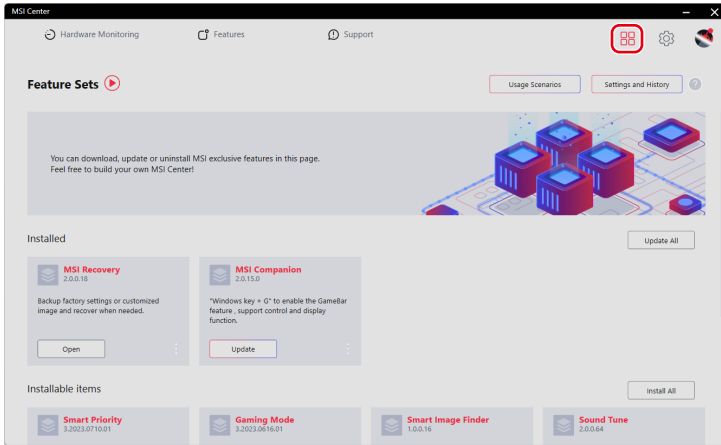 MSI Center
Hardware Monitoring
Features
Support
Feature Sets
Usage Scenarios
Settings and History
?
You can download, update or uninstall MSI exclusive features in this page.
Feel free to build your own MSI Center!
Installed
Update All
MSI Recovery
2.0.0.18
Backup factory settings or customized
image and recover when needed.
Open
MSI Companion
2.0.15.0
"Windows key + G" to enable the GameBar
feature , support control and display
function.
Update
Installable items
Install All
Smart Priority
3.2023.0710.01
Gaming Mode
3.2023.0616.01
Smart Image Finder
1.0.0.16
Sound Tune
2.0.0.64